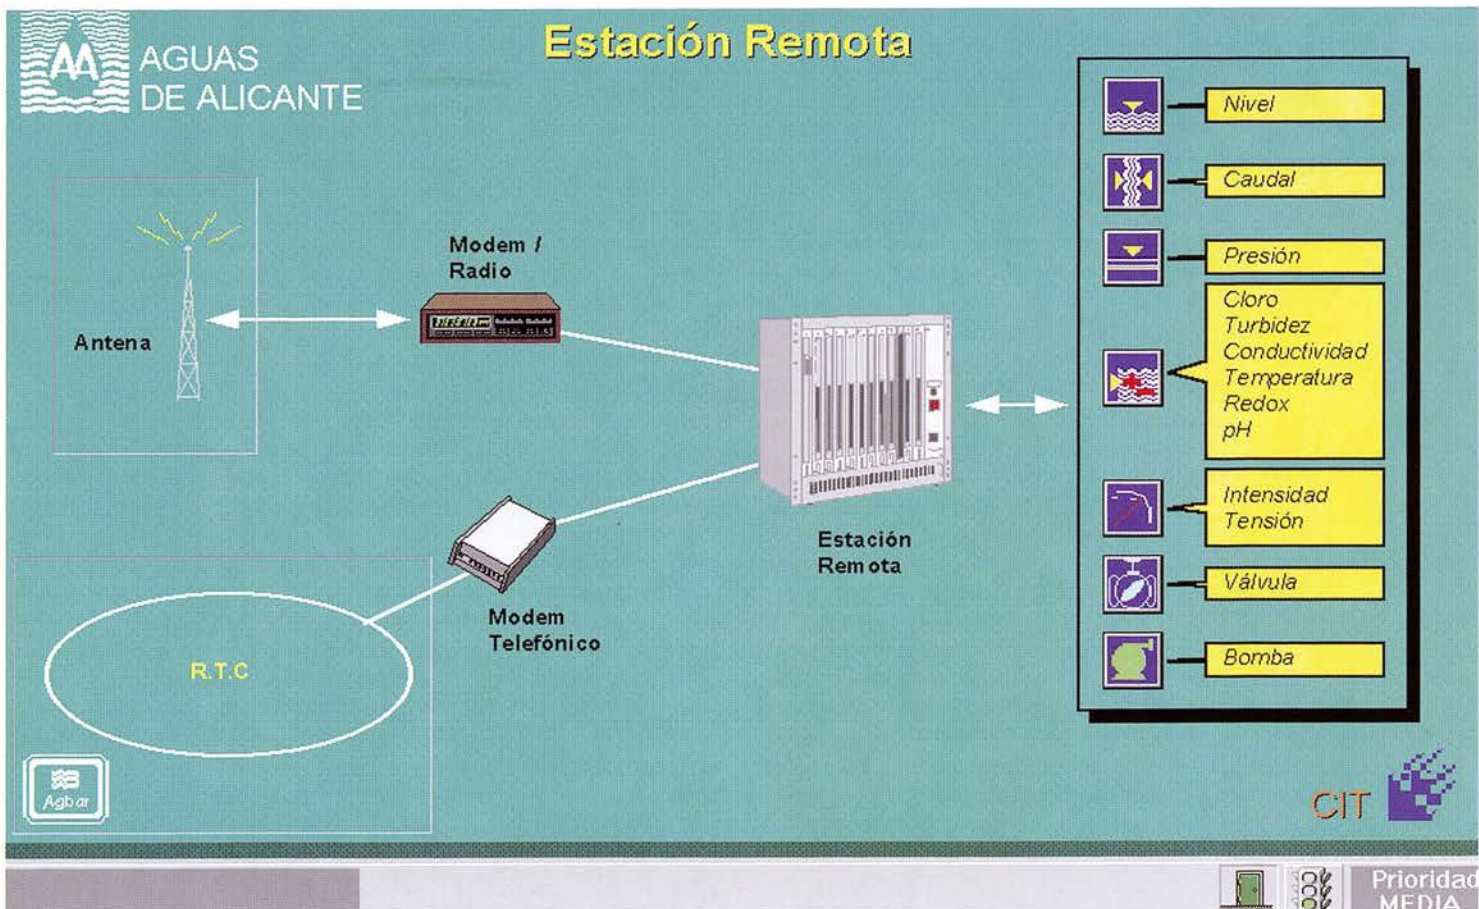 Estación Remota
AA
AGUAS
DE ALICANTE
Antena
Modem /
Radio
Estación
Remota
Modem
Telefónico
R.T.C
Agbar
Nivel
Caudal
Presión
Cloro
Turbidez
Conductividad
Temperatura
Redox
pH
Intensidad
Tensión
Válvula
Bomba
CIT
Prioridad
MEDIA